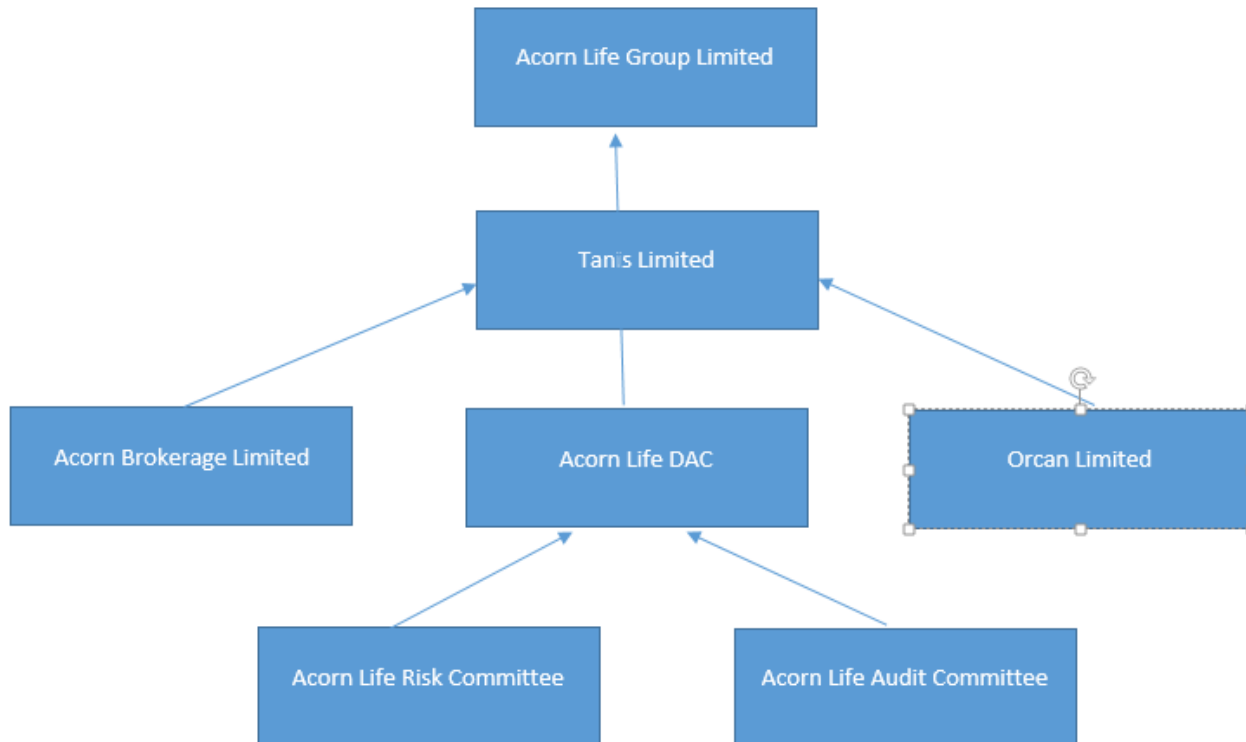 Acorn Life Group Limited
Tanis Limited
Acorn Brokerage Limited
Acorn Life DAC
Orcan Limited
Acorn Life Risk Committee
Acorn Life Audit Committee